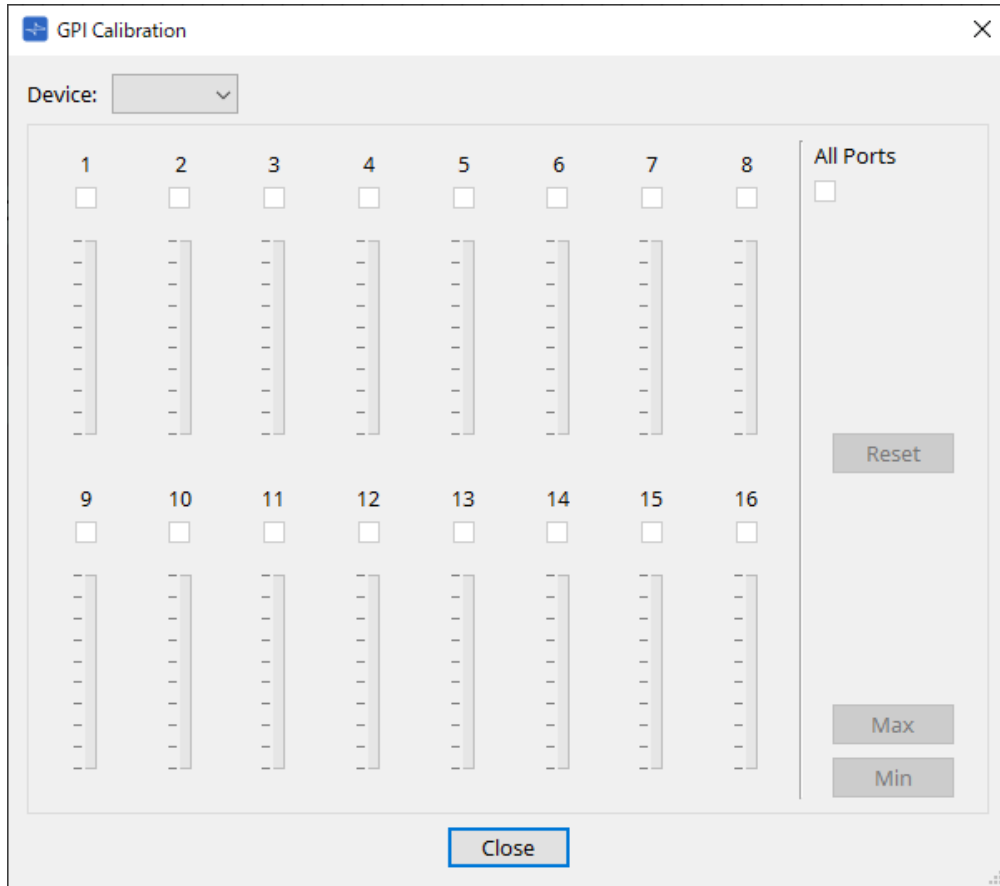 GPI Calibration
Device:
1 2 3 4 5 6 7 8
All Ports
Reset
9 10 11 12 13 14 15 16
Max
Min
Close